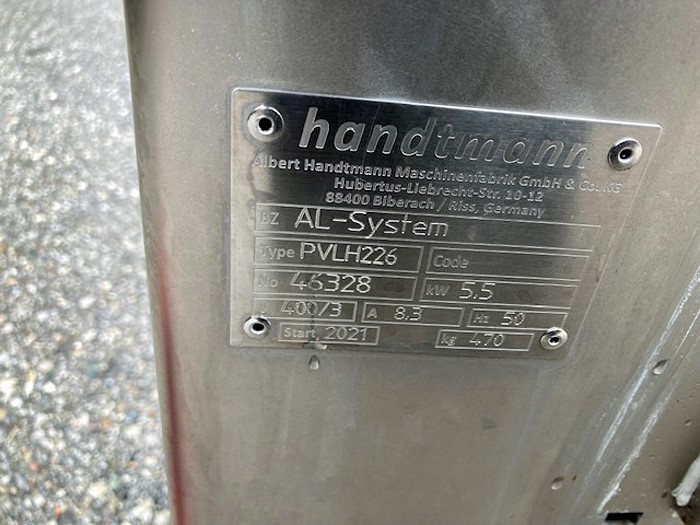 handtmann
Albert Handtmann Maschinenfabrik GmbH & Co. KG
Hubertus-Liebrecht-Str. 10-12
88400 Biberach / Riss, Germany
BZ AL-System
Type PVLH226 Code
No 46328 kW 5.5
V 400/3 A 8,3 Hz 50
Start 2021 kg 470